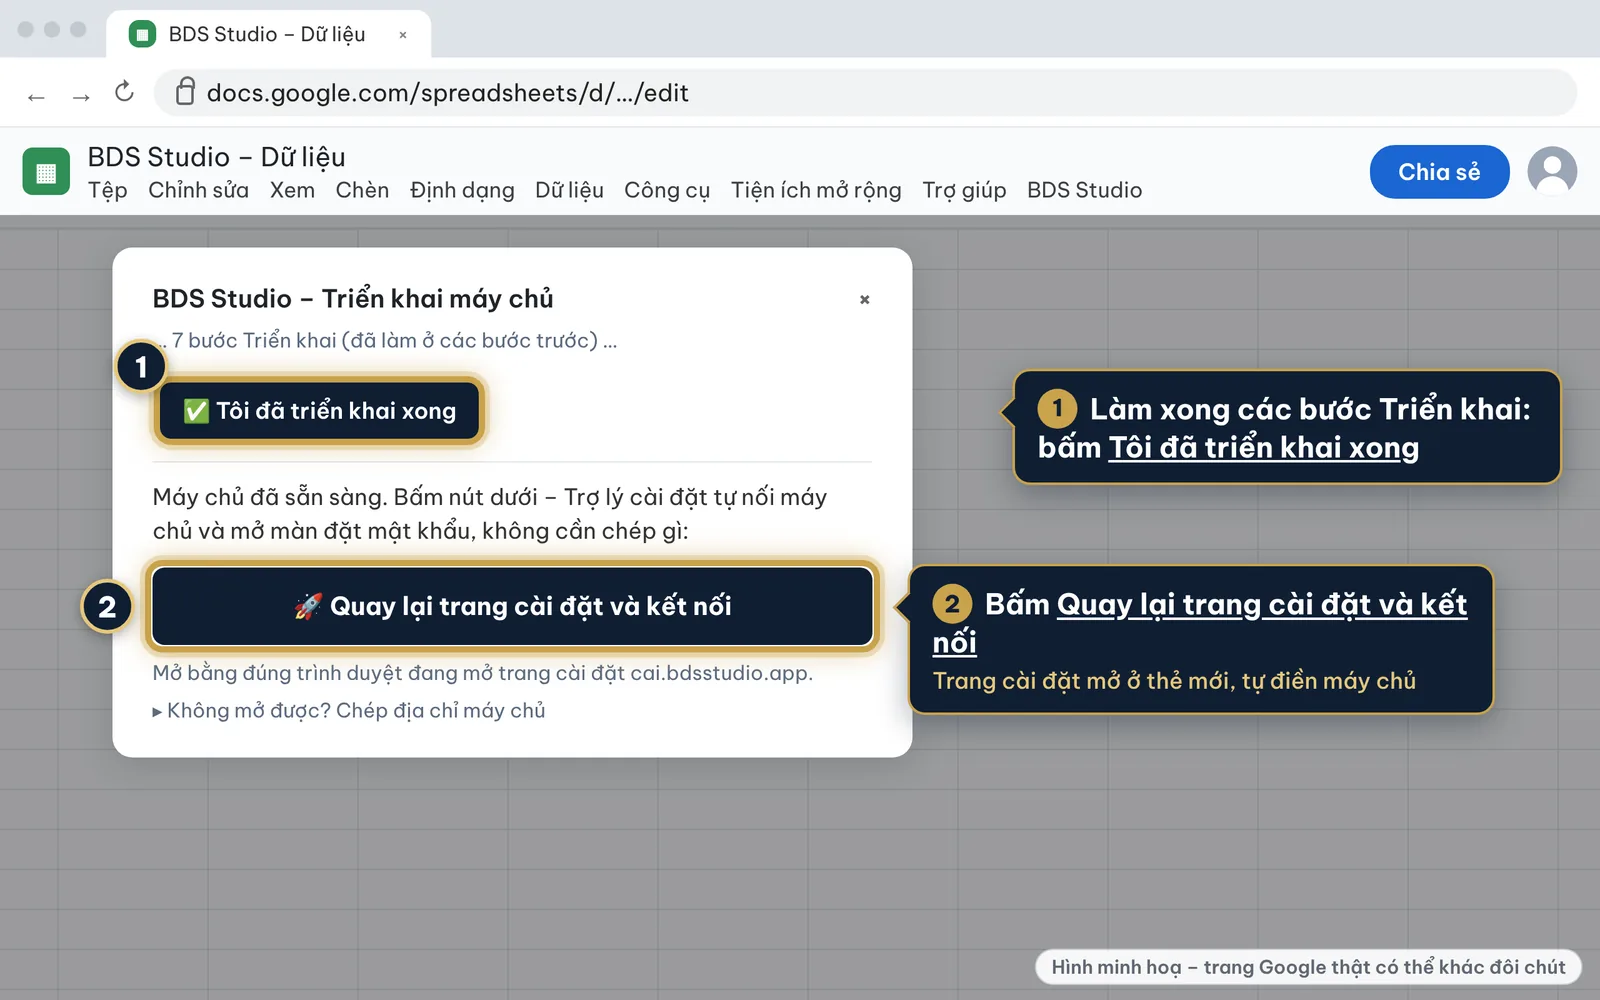 BDS Studio – Dữ liệu ×
docs.google.com/spreadsheets/d/…/edit
BDS Studio – Dữ liệu
Tệp Chỉnh sửa Xem Chèn Định dạng Dữ liệu Công cụ Tiện ích mở rộng Trợ giúp BDS Studio
Chia sẻ
BDS Studio – Triển khai máy chủ ×
… 7 bước Triển khai (đã làm ở các bước trước) …
1
✅ Tôi đã triển khai xong
Máy chủ đã sẵn sàng. Bấm nút dưới – Trợ lý cài đặt tự nối máy
chủ và mở màn đặt mật khẩu, không cần chép gì:
2
🚀 Quay lại trang cài đặt và kết nối
Mở bằng đúng trình duyệt đang mở trang cài đặt cai.bdsstudio.app.
▸ Không mở được? Chép địa chỉ máy chủ
1 Làm xong các bước Triển khai:
bấm Tôi đã triển khai xong
2 Bấm Quay lại trang cài đặt và kết
nối
Trang cài đặt mở ở thẻ mới, tự điền máy chủ
Hình minh hoạ – trang Google thật có thể khác đôi chút